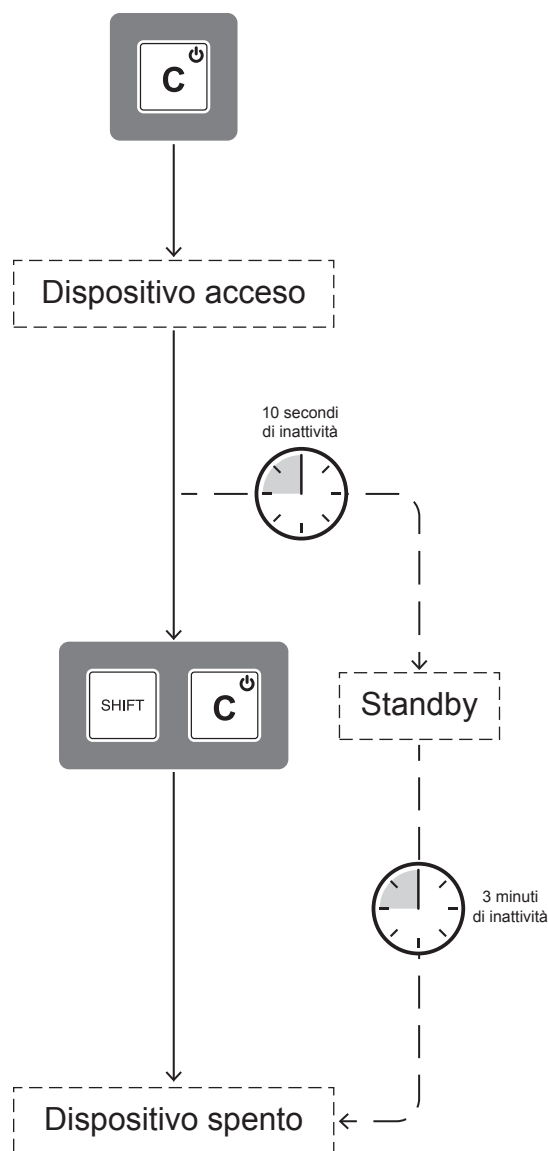 C
Dispositivo acceso
10 secondi
di inattività
SHIFT C
Standby
3 minuti
di inattività
Dispositivo spento